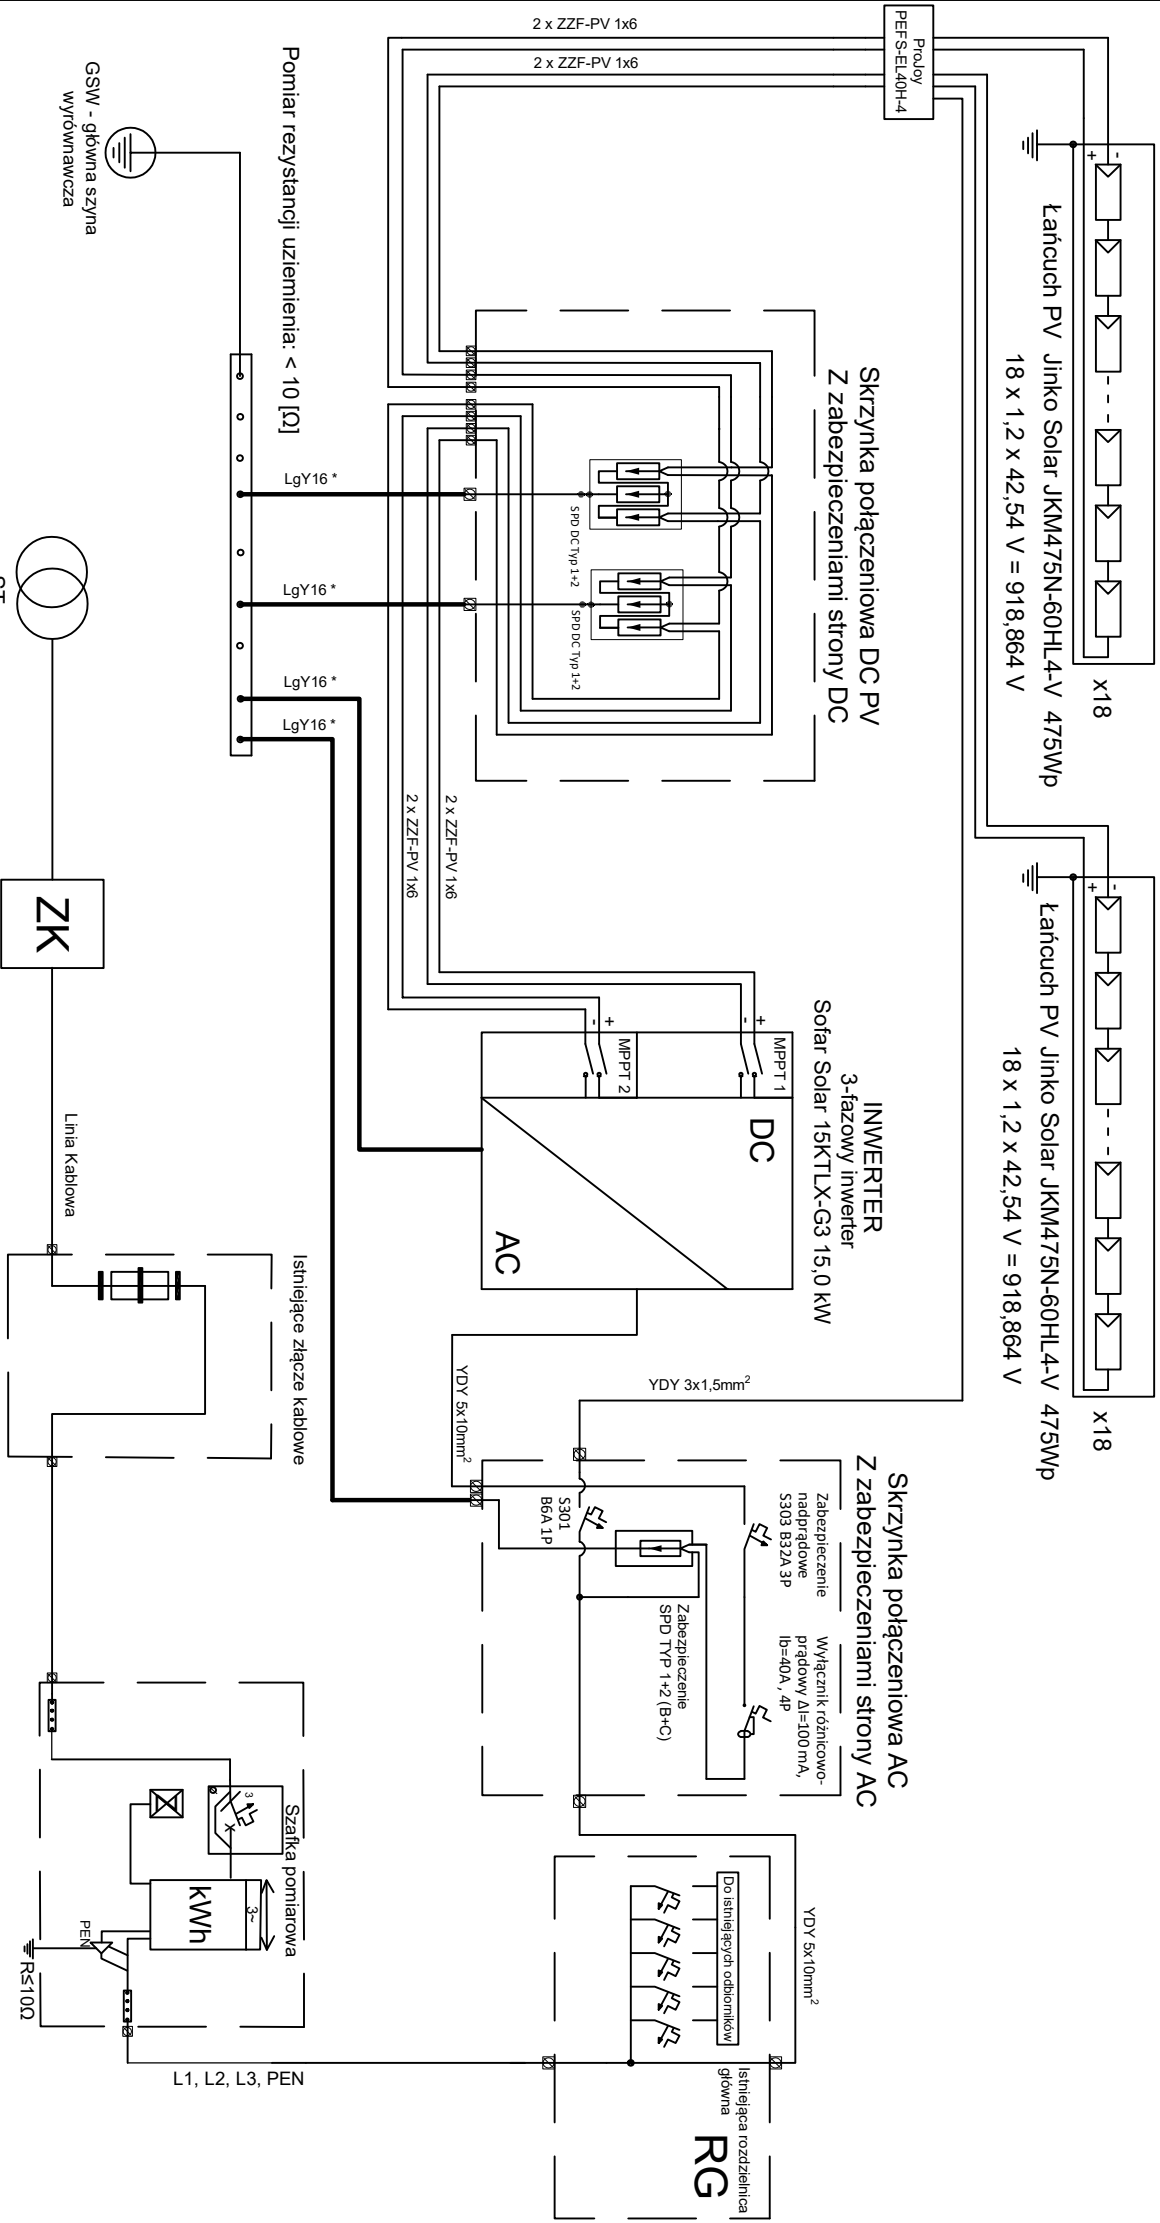 2 x ZZF-PV 1x6
2 x ZZF-PV 1x6
ProJoy
PEFS-EL40H-4
- +
Łańcuch PV Jinko Solar JKM475N-60HL4-V 475Wp
18 x 1,2 x 42,54 V = 918,864 V
x18
- +
Łańcuch PV Jinko Solar JKM475N-60HL4-V 475Wp
18 x 1,2 x 42,54 V = 918,864 V
x18
Skrzynka połączeniowa DC PV
Z zabezpieczeniami strony DC
SPD DC Typ 1+2
SPD DC Typ 1+2
Pomiar rezystancji uziemienia: < 10 [Ω]
GSW - główna szyna
wyrównawcza
LgY16 *
LgY16 *
LgY16 *
LgY16 *
2 x ZZF-PV 1x6
2 x ZZF-PV 1x6
INWERTER
3-fazowy inwerter
Sofar Solar 15KTLX-G3 15,0 kW
MPPT 1
+
-
MPPT 2
+
-
DC
AC
YDY 3x1,5mm²
YDY 5x10mm²
Skrzynka połączeniowa AC
Z zabezpieczeniami strony AC
Zabezpieczenie
nadprądowe
S303 B32A 3P
Wyłącznik różnicowo-
prądowy ΔI=100 mA,
Ib=40A , 4P
S301
B6A 1P
Zabezpieczenie
SPD TYP 1+2 (B+C)
YDY 5x10mm²
Do istniejących odbiorników
Istniejąca rozdzielnica
główna
RG
ZK
Linia Kablowa
Istniejące złącze kablowe
Szafka pomiarowa
3
3~
kWh
PEN
R≤10Ω
L1, L2, L3, PEN